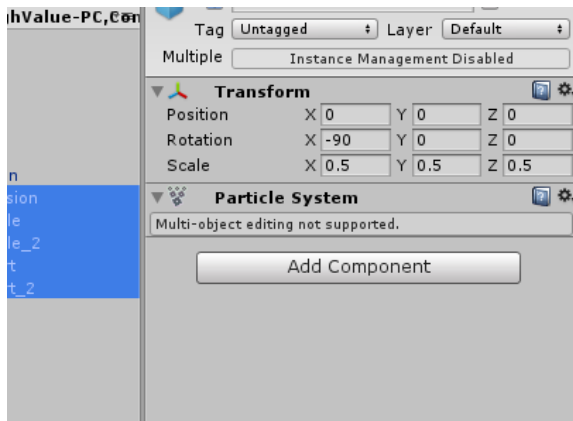 ghValue-PC,Con
Tag Untagged Layer Default
Multiple Instance Management Disabled
Transform
Position X 0 Y 0 Z 0
Rotation X -90 Y 0 Z 0
Scale X 0.5 Y 0.5 Z 0.5
n
sion
Particle System
le
Multi-object editing not supported.
le_2
t
Add Component
t_2